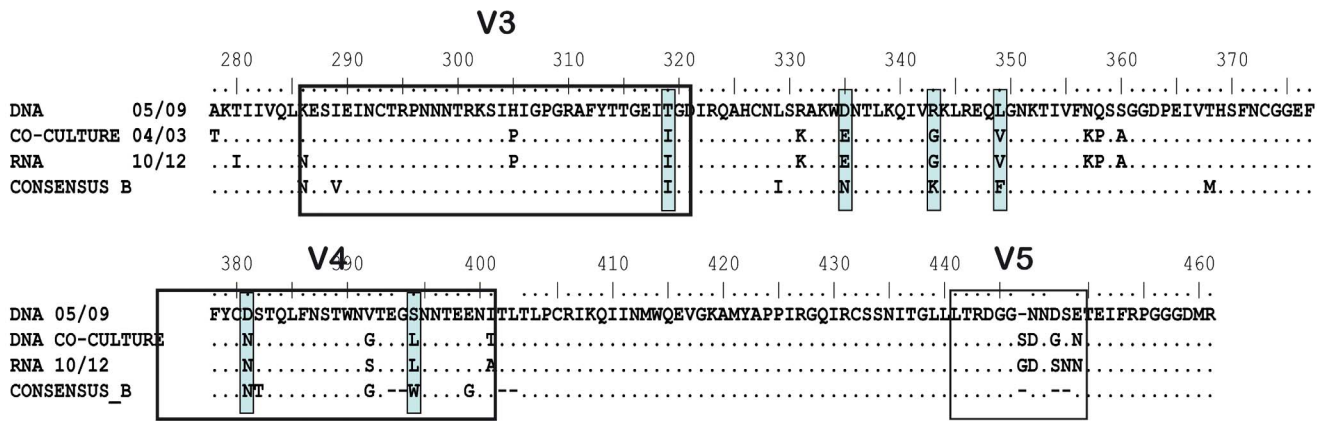 V3
280 290 300 310 320 330 340 350 360 370
DNA 05/09 AKTIIVQLKESIEINCTRPNNNTRKSIHIGPGRAFYTTGEITGDIRQAHCNLSRAKWDNTLKQIVRKLREQLGNKTIVFNQSSGGDPEIVTHSFNCGGEF
CO-CULTURE 04/03 T..........................P.............I...........K...E.......G.....V.......KP.A.................
RNA 10/12 ..I.....N..................P.............I...........K...E.......G.....V.......KP.A.................
CONSENSUS B ........N..V.............................I.........I.....N.......K.....F..................M.........
V4 V5
380 390 400 410 420 430 440 450 460
DNA 05/09 FYCDSTQLFNSTWNVTEGSNNTEENITLTLPCRIKQIINMWQEVGKAMYAPPIRGQIRCSSNITGLLLTRDGG-NNDSETEIFRPGGGDMR
DNA CO-CULTURE ...N..........G...L......T...............................................SD.G.N............
RNA 10/12 ...N..........S...L......A...............................................GD.SNN............
CONSENSUS_B ...NT.........G.--W....G..--.............................................-..--.............